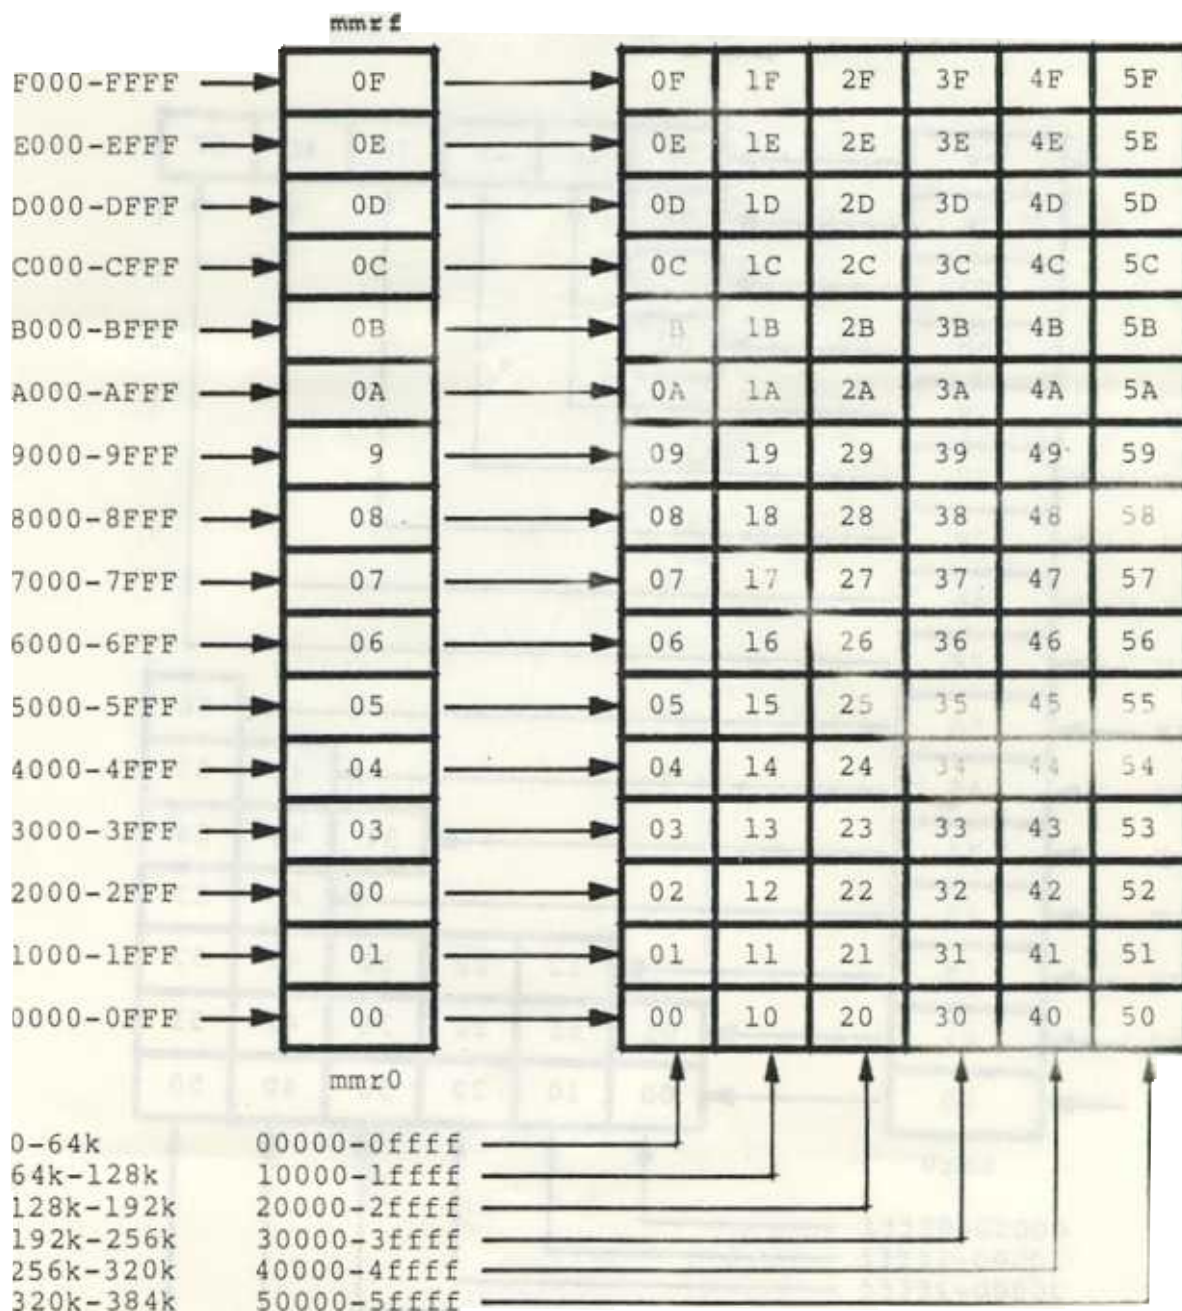 mmrf
F000-FFFF 0F 0F 1F 2F 3F 4F 5F
E000-EFFF 0E 0E 1E 2E 3E 4E 5E
D000-DFFF 0D 0D 1D 2D 3D 4D 5D
C000-CFFF 0C 0C 1C 2C 3C 4C 5C
B000-BFFF 0B B 1B 2B 3B 4B 5B
A000-AFFF 0A 0A 1A 2A 3A 4A 5A
9000-9FFF 9 09 19 29 39 49 59
8000-8FFF 08 08 18 28 38 48 58
7000-7FFF 07 07 17 27 37 47 57
6000-6FFF 06 06 16 26 36 46 56
5000-5FFF 05 05 15 25 35 45 55
4000-4FFF 04 04 14 24 34 44 54
3000-3FFF 03 03 13 23 33 43 53
2000-2FFF 00 02 12 22 32 42 52
1000-1FFF 01 01 11 21 31 41 51
0000-0FFF 00 00 10 20 30 40 50
mmr0
0-64k 00000-0ffff
64k-128k 10000-1ffff
128k-192k 20000-2ffff
192k-256k 30000-3ffff
256k-320k 40000-4ffff
320k-384k 50000-5ffff